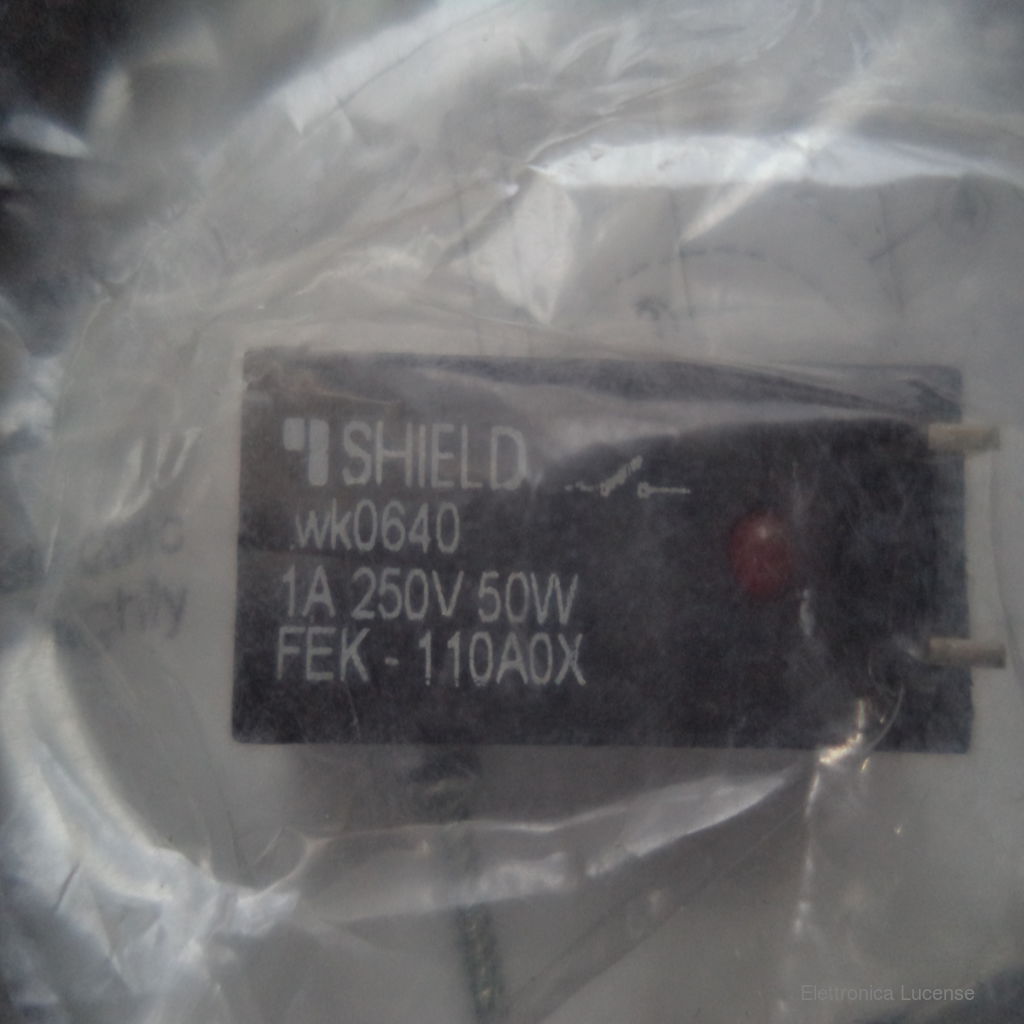 SHIELD
wk0640
1A 250V 50W
FEK - 110A0X
Elettronica Lucense